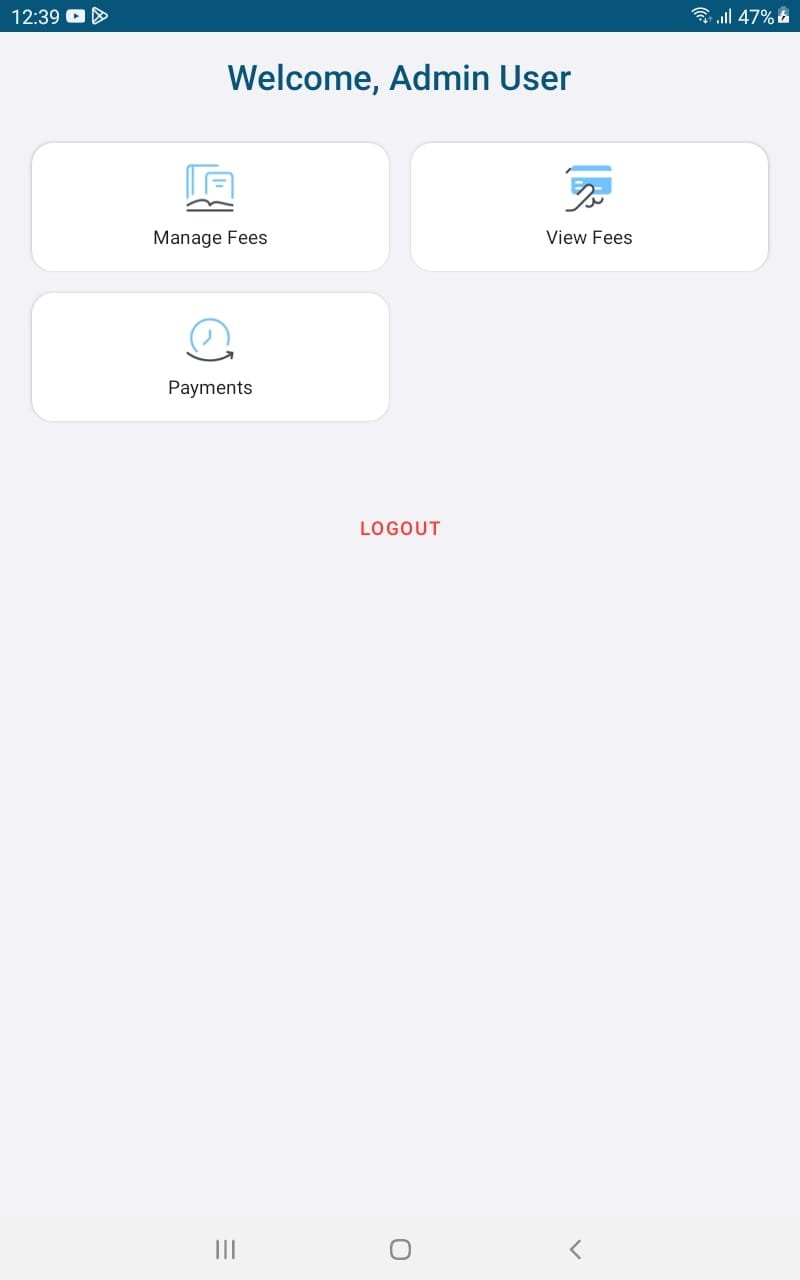 12:39 47%
Welcome, Admin User
Manage Fees
View Fees
Payments
LOGOUT